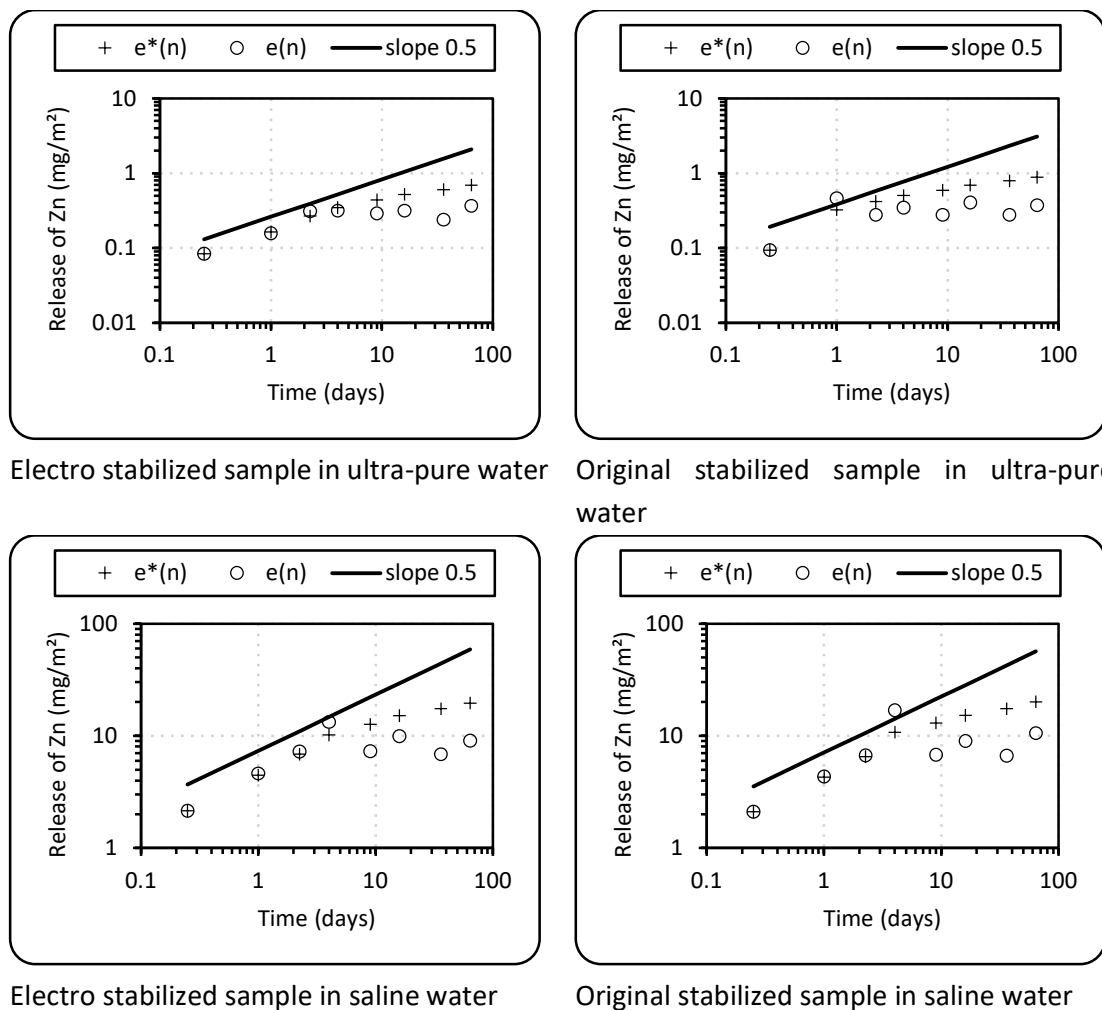 + e*(n) ○ e(n) slope 0.5
Release of Zn (mg/m²)
10
1
0.1
0.01
0.1 1 10 100
Time (days)
Electro stabilized sample in ultra-pure water
+ e*(n) ○ e(n) slope 0.5
Release of Zn (mg/m²)
10
1
0.1
0.01
0.1 1 10 100
Time (days)
Original stabilized sample in ultra-pure
water
+ e*(n) ○ e(n) slope 0.5
Release of Zn (mg/m²)
100
10
1
0.1 1 10 100
Time (days)
Electro stabilized sample in saline water
+ e*(n) ○ e(n) slope 0.5
Release of Zn (mg/m²)
100
10
1
0.1 1 10 100
Time (days)
Original stabilized sample in saline water